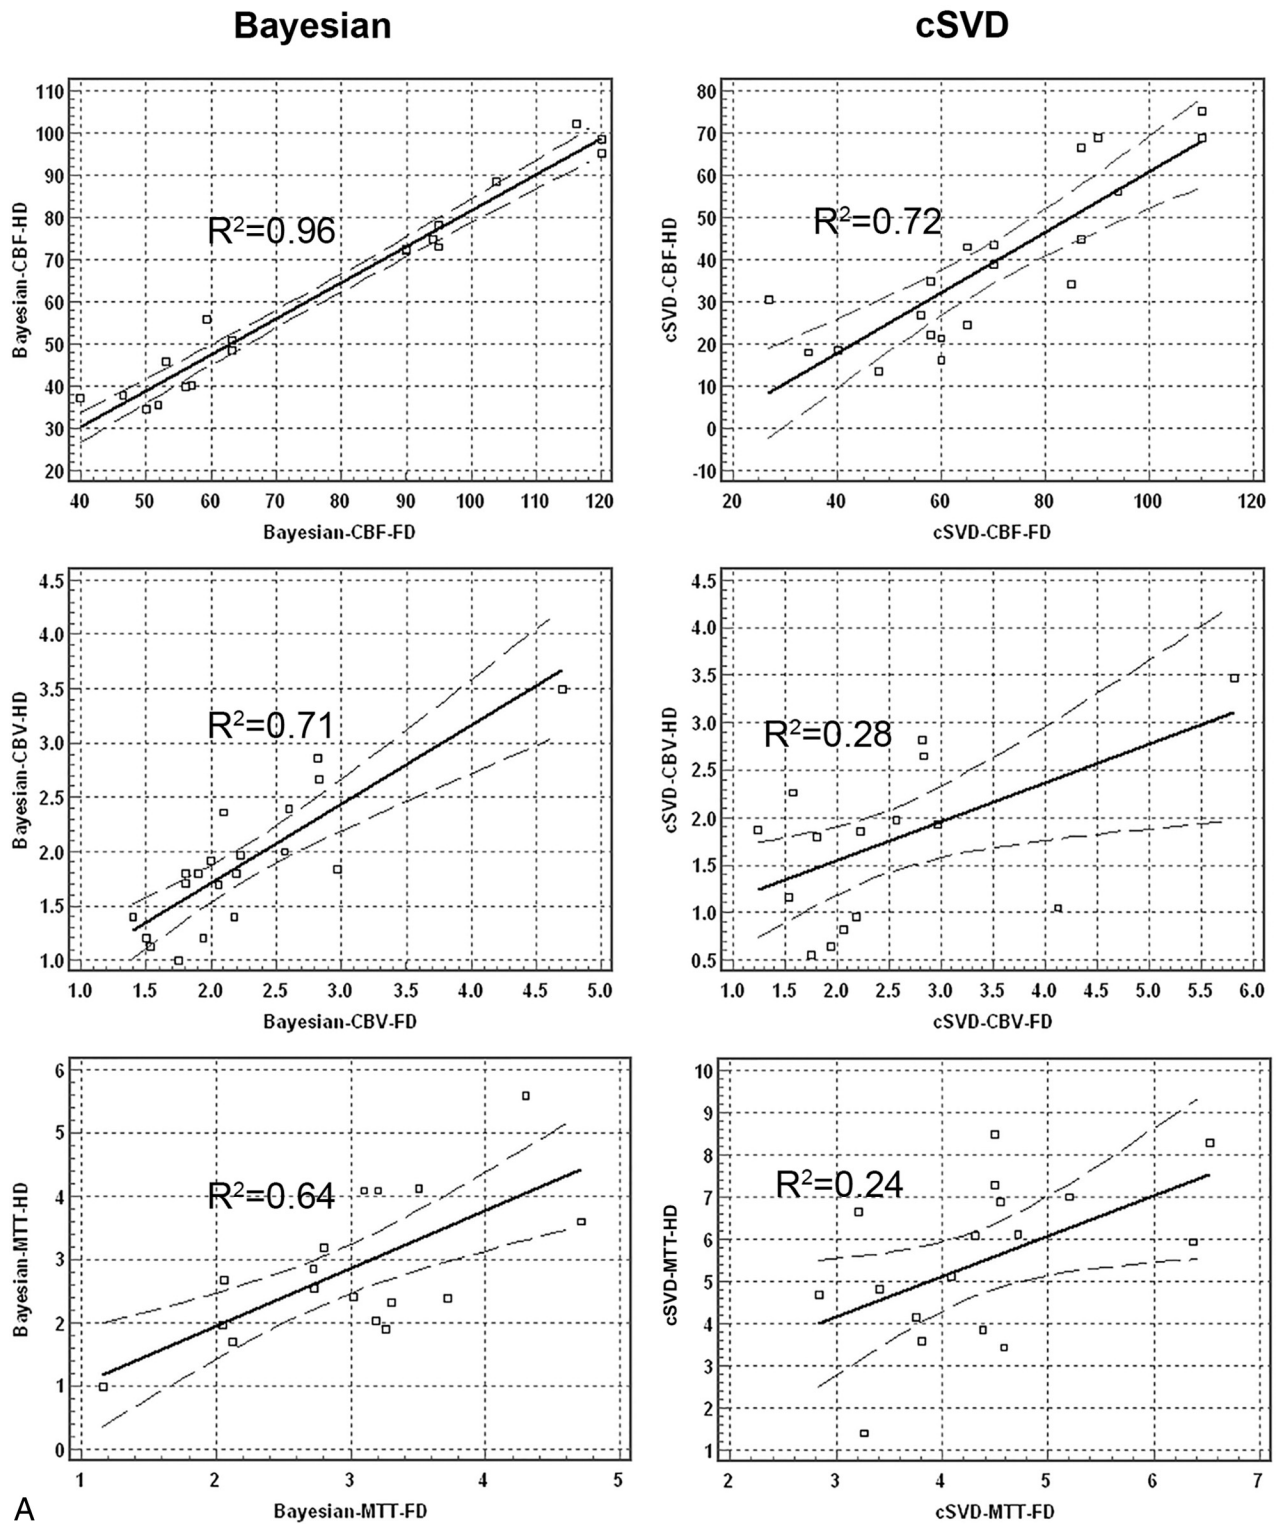 Bayesian
cSVD
110
100
90
80
70
60
50
40
30
20
Bayesian-CBF-HD
R²=0.96
40 50 60 70 80 90 100 110 120
Bayesian-CBF-FD
80
70
60
50
40
30
20
10
0
-10
cSVD-CBF-HD
R²=0.72
20 40 60 80 100 120
cSVD-CBF-FD
4.5
4.0
3.5
3.0
2.5
2.0
1.5
1.0
Bayesian-CBV-HD
R²=0.71
1.0 1.5 2.0 2.5 3.0 3.5 4.0 4.5 5.0
Bayesian-CBV-FD
4.5
4.0
3.5
3.0
2.5
2.0
1.5
1.0
0.5
cSVD-CBV-HD
R²=0.28
1.0 1.5 2.0 2.5 3.0 3.5 4.0 4.5 5.0 5.5 6.0
cSVD-CBV-FD
6
5
4
3
2
1
0
Bayesian-MTT-HD
R²=0.64
1 2 3 4 5
Bayesian-MTT-FD
10
9
8
7
6
5
4
3
2
1
cSVD-MTT-HD
R²=0.24
2 3 4 5 6 7
cSVD-MTT-FD
A